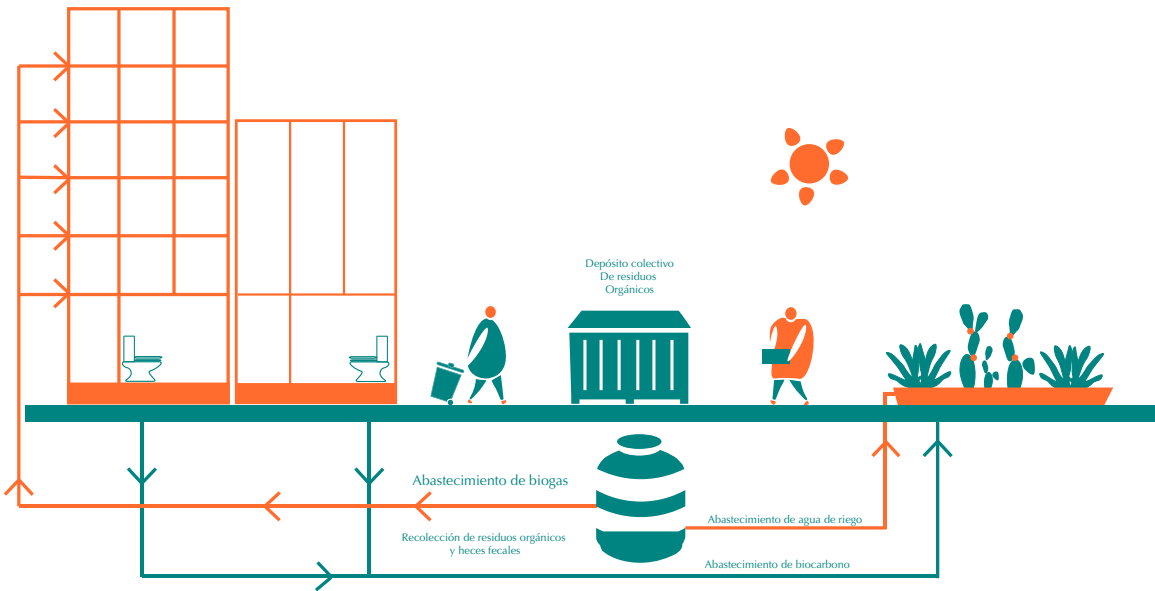 Depósito colectivo
De residuos
Orgánicos
Abastecimiento de biogas
Recolección de residuos orgánicos
y heces fecales
Abastecimiento de agua de riego
Abastecimiento de biocarbono